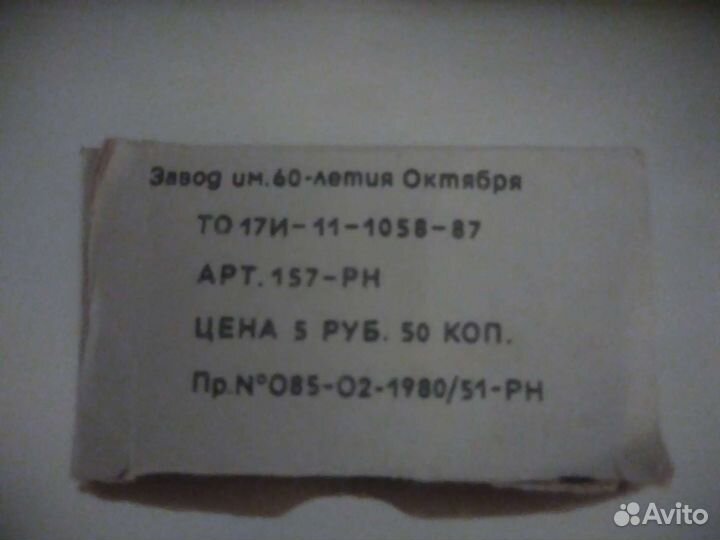 Завод им.60-летия Октября
ТО 17И-11-1058-87
АРТ. 157-РН
ЦЕНА 5 РУБ. 50 КОП.
Пр.№085-02-1980/51-РН
Avito